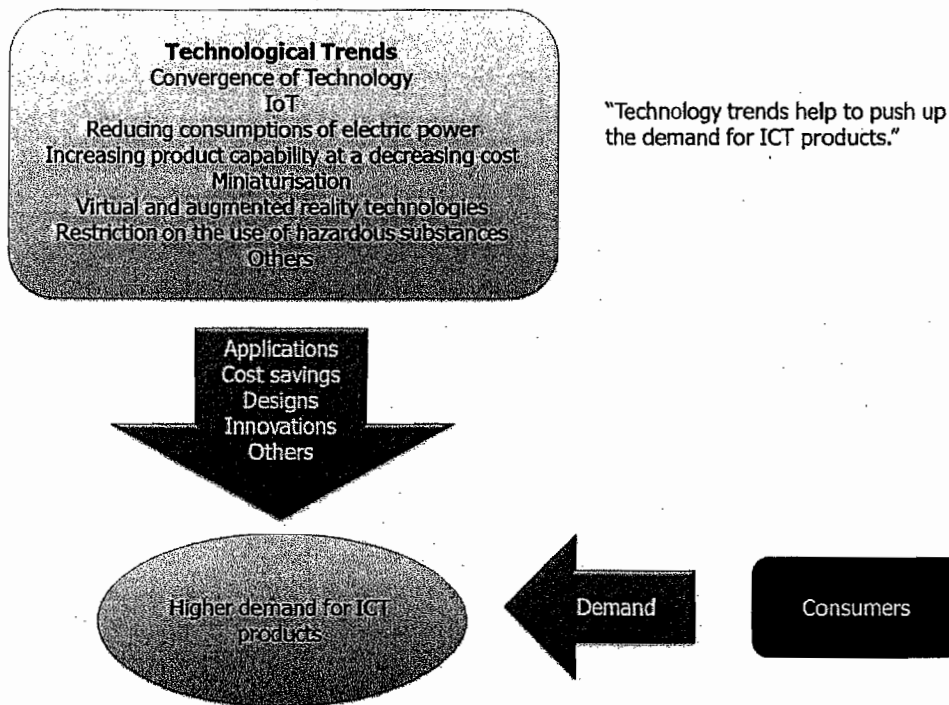 Technological Trends
Convergence of Technology
IoT
Reducing consumptions of electric power
Increasing product capability at a decreasing cost
Miniaturisation
Virtual and augmented reality technologies
Restriction on the use of hazardous substances
Others
"Technology trends help to push up
the demand for ICT products."
Applications
Cost savings
Designs
Innovations
Others
Higher demand for ICT
products
Demand
Consumers